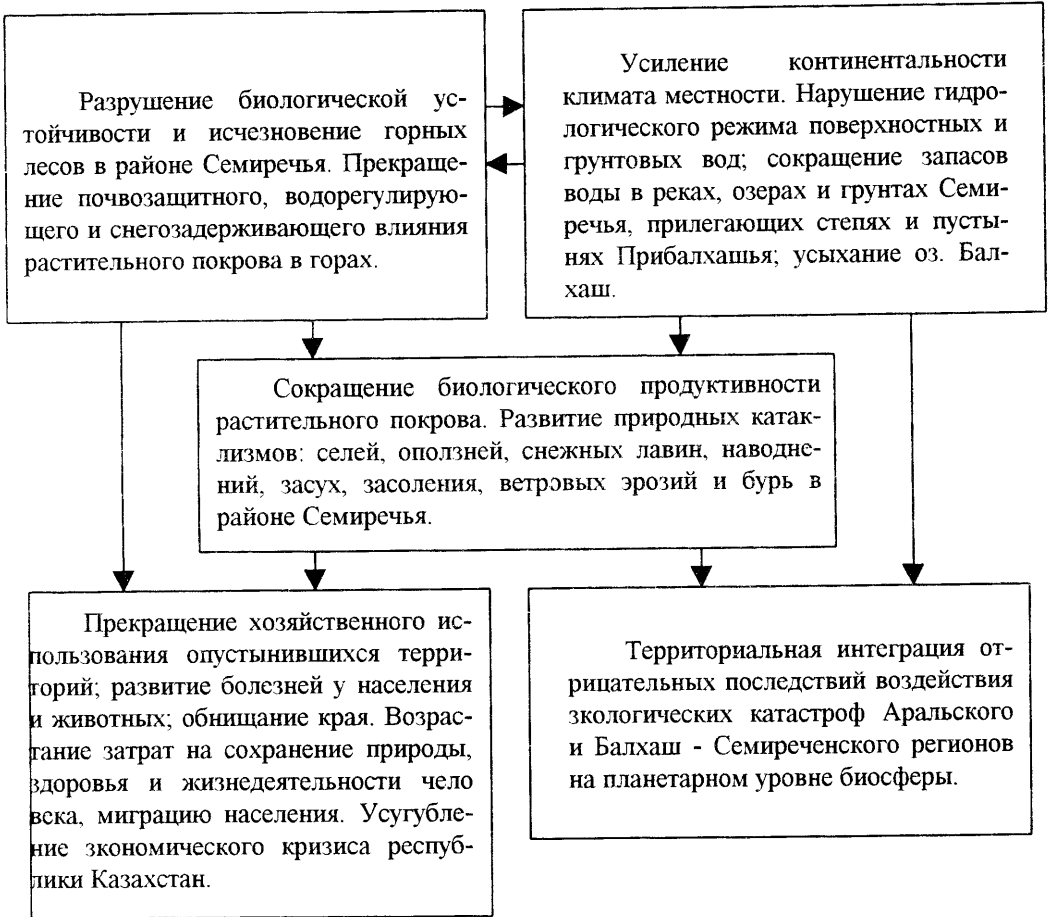 Разрушение биологической ус-
тойчивости и исчезновение горных
лесов в районе Семиречья. Прекраще-
ние почвозащитного, водорегулирую-
щего и снегозадерживающего влияния
растительного покрова в горах.
Усиление континентальности
климата местности. Нарушение гидро-
логического режима поверхностных и
грунтовых вод; сокращение запасов
воды в реках, озерах и грунтах Семи-
речья, прилегающих степях и пусты-
нях Прибалхашья; усыхание оз. Бал-
хаш.
Сокращение биологического продуктивности
растительного покрова. Развитие природных катак-
лизмов: селей, оползней, снежных лавин, наводне-
ний, засух, засоления, ветровых эрозий и бурь в
районе Семиречья.
Прекращение хозяйственного ис-
пользования опустынившихся терри-
торий; развитие болезней у населения
и животных; обнищание края. Возрас-
тание затрат на сохранение природы,
здоровья и жизнедеятельности чело
века, миграцию населения. Усугубле-
ние зкономического кризиса респуб-
лики Казахстан.
Территориальная интеграция от-
рицательных последствий воздействия
зкологических катастроф Аральского
и Балхаш - Семиреченского регионов
на планетарном уровне биосферы.